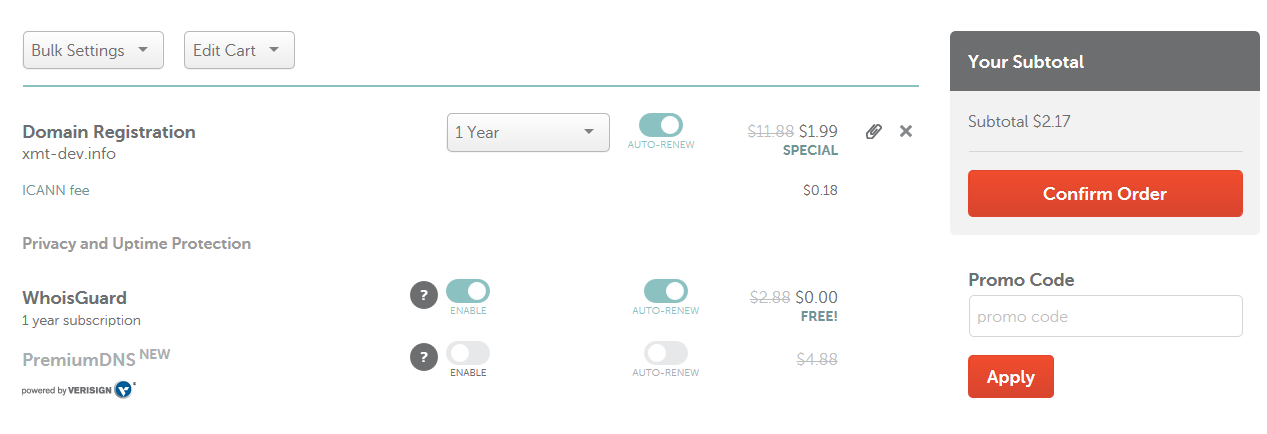 Bulk Settings
Edit Cart
Your Subtotal
Subtotal $2.17
Confirm Order
Domain Registration
xmt-dev.info
1 Year
AUTO-RENEW
$11.88 $1.99
SPECIAL
ICANN fee
$0.18
Privacy and Uptime Protection
WhoisGuard
1 year subscription
?
ENABLE
AUTO-RENEW
$2.88 $0.00
FREE!
PremiumDNS NEW
powered by VERISIGN
?
ENABLE
AUTO-RENEW
$4.88
Promo Code
promo code
Apply